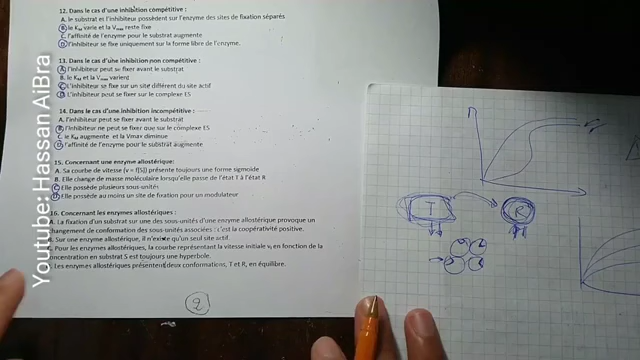 12. Dans le cas d'une inhibition compétitive :
A. le substrat et l'inhibiteur possèdent sur l'enzyme des sites de fixation séparés
B. le KM varie et la Vmax reste fixe
C. l'affinité de l'enzyme pour le substrat augmente
D. l'inhibiteur se fixe uniquement sur la forme libre de l'enzyme.
13. Dans le cas d'une inhibition non compétitive :
A. l'inhibiteur peut se fixer avant le substrat
B. le KM et la Vmax varient
C. L'inhibiteur se fixe sur un site différent du site actif
D. L'inhibiteur peut se fixer sur le complexe ES
14. Dans le cas d'une inhibition incompétitive :
A. l'inhibiteur peut se fixer avant le substrat
B. l'inhibiteur ne peut se fixer que sur le complexe ES
C. le KM augmente et la Vmax diminue
D. l'affinité de l'enzyme pour le substrat augmente
15. Concernant une enzyme allostérique:
A. Sa courbe de vitesse (v = f[S]) présente toujours une forme sigmoïde
B. Elle change de masse moléculaire lorsqu'elle passe de l'état T à l'état R
C. Elle possède plusieurs sous-unités
D. Elle possède au moins un site de fixation pour un modulateur
16. Concernant les enzymes allostériques :
A. La fixation d'un substrat sur une des sous-unités d'une enzyme allostérique provoque un
changement de conformation des sous-unités associées : c'est la coopérativité positive.
B. Sur une enzyme allostérique, il n'existe qu'un seul site actif
C. Pour les enzymes allostériques, la courbe représentant la vitesse initiale vi en fonction de la
concentration en substrat S est toujours une hyperbole.
Les enzymes allostériques présentent deux conformations, T et R, en équilibre.
2
T
R
Youtube: Hassan AiBra